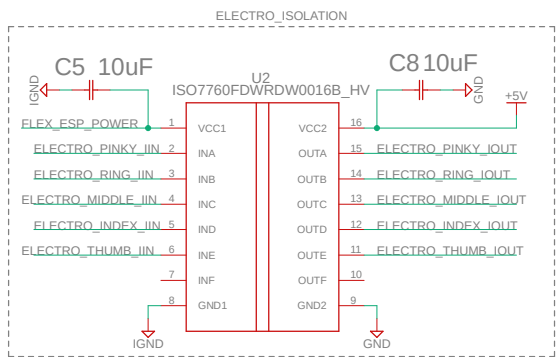 ELECTRO_ISOLATION
C5 10uF
C8 10uF
U2
ISO7760FDWRDW0016B_HV
IGND
GND
+5V
FLEX_ESP_POWER 1 VCC1 VCC2 16
ELECTRO_PINKY_IIN 2 INA OUTA 15 ELECTRO_PINKY_IOUT
ELECTRO_RING_IIN 3 INB OUTB 14 ELECTRO_RING_IOUT
ELECTRO_MIDDLE_IIN 4 INC OUTC 13 ELECTRO_MIDDLE_IOUT
ELECTRO_INDEX_IIN 5 IND OUTD 12 ELECTRO_INDEX_IOUT
ELECTRO_THUMB_IIN 6 INE OUTE 11 ELECTRO_THUMB_IOUT
7 INF OUTF 10
8 GND1 GND2 9
IGND GND